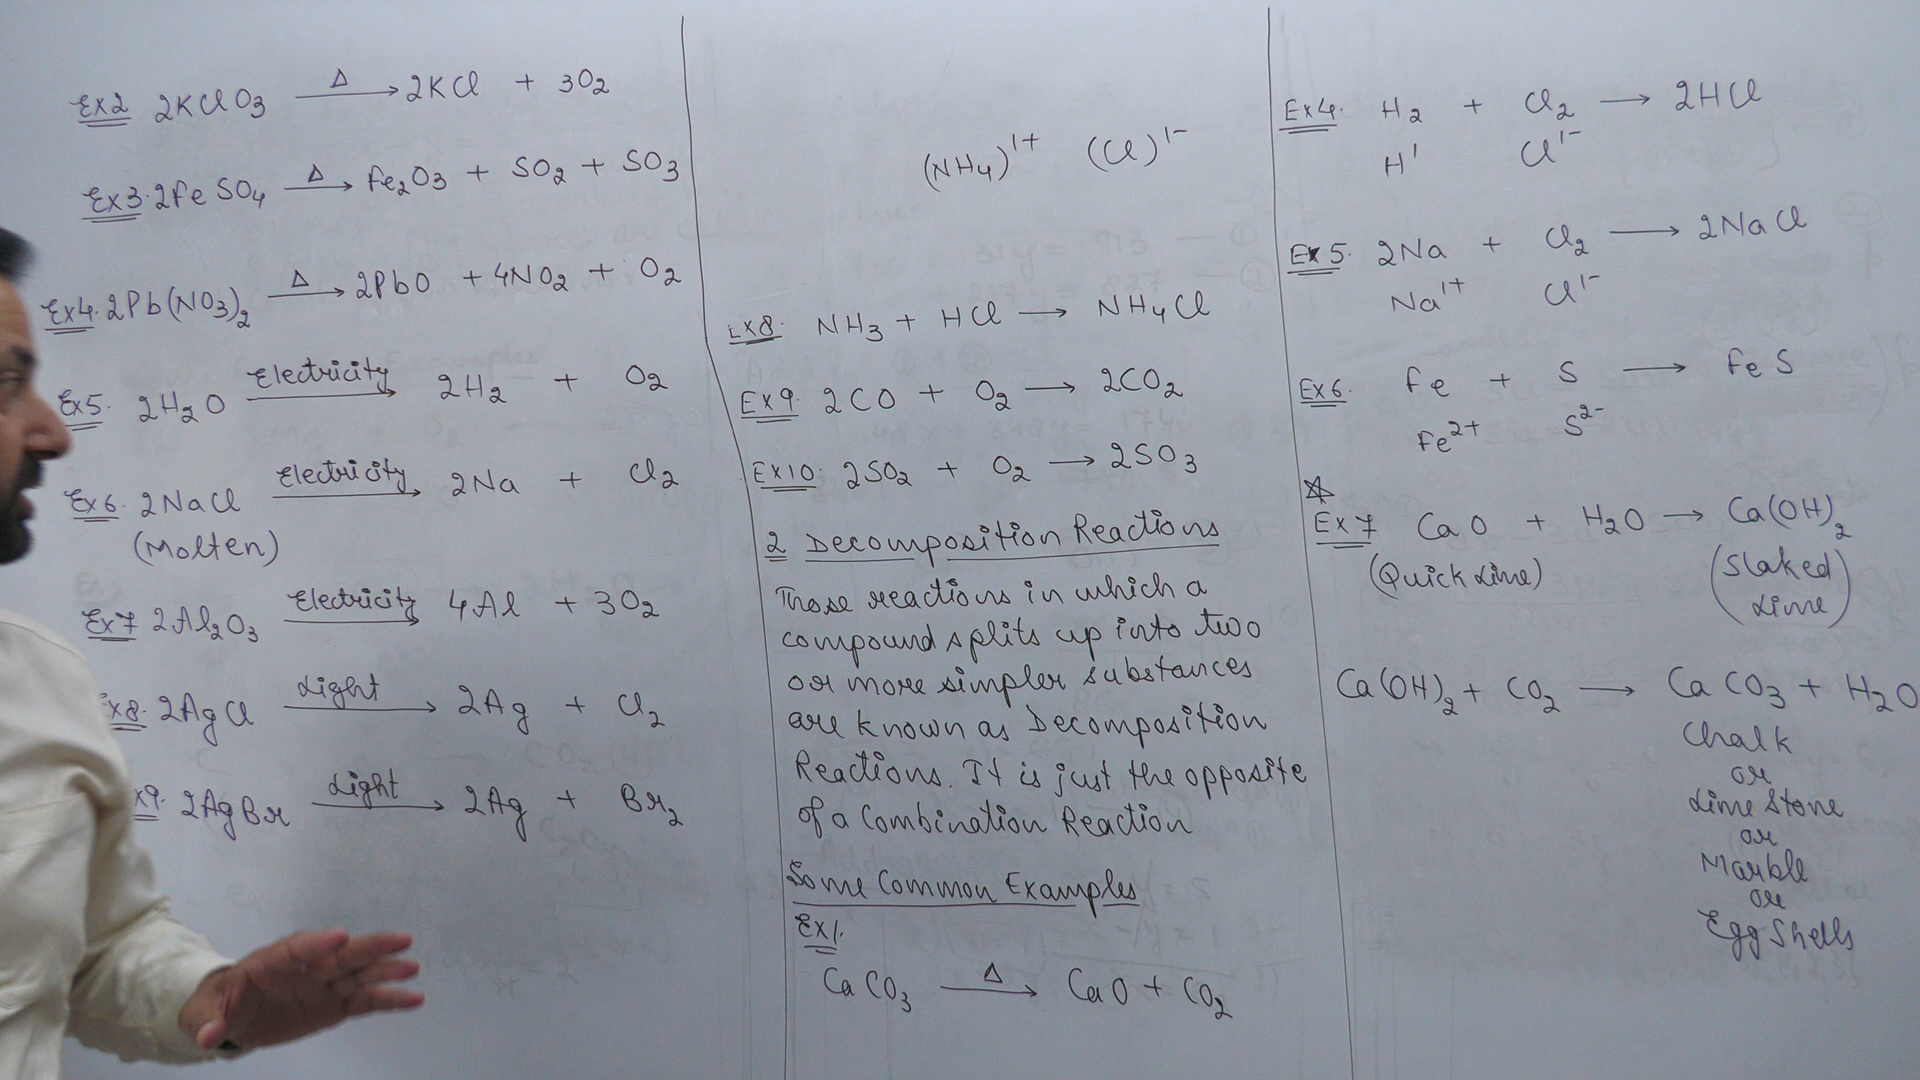 Ex2 2KClO3 —Δ→ 2KCl + 3O2
Ex3. 2FeSO4 —Δ→ Fe2O3 + SO2 + SO3
Ex4. 2Pb(NO3)2 —Δ→ 2PbO + 4NO2 + O2
Ex5. 2H2O —Electricity→ 2H2 + O2
Ex6. 2NaCl —Electricity→ 2Na + Cl2
(Molten)
Ex7 2Al2O3 —Electricity→ 4Al + 3O2
Ex8. 2AgCl —Light→ 2Ag + Cl2
x9. 2AgBr —Light→ 2Ag + Br2
(NH4)1+ (Cl)1-
Ex8. NH3 + HCl → NH4Cl
Ex9. 2CO + O2 → 2CO2
Ex10. 2SO2 + O2 → 2SO3
2 Decomposition Reactions
Those reactions in which a
compound splits up into two
or more simpler substances
are known as Decomposition
Reactions. It is just the opposite
of a Combination Reaction
Some Common Examples
Ex1.
CaCO3 —Δ→ CaO + CO2
Ex4. H2 + Cl2 → 2HCl
H1 Cl1-
Ex5. 2Na + Cl2 → 2NaCl
Na1+ Cl1-
Ex6. Fe + S → FeS
Fe2+ S2-
Ex7 CaO + H2O → Ca(OH)2
(Quick Lime) (Slaked
Lime)
Ca(OH)2 + CO2 → CaCO3 + H2O
Chalk
or
Lime Stone
or
Marble
or
Egg Shells